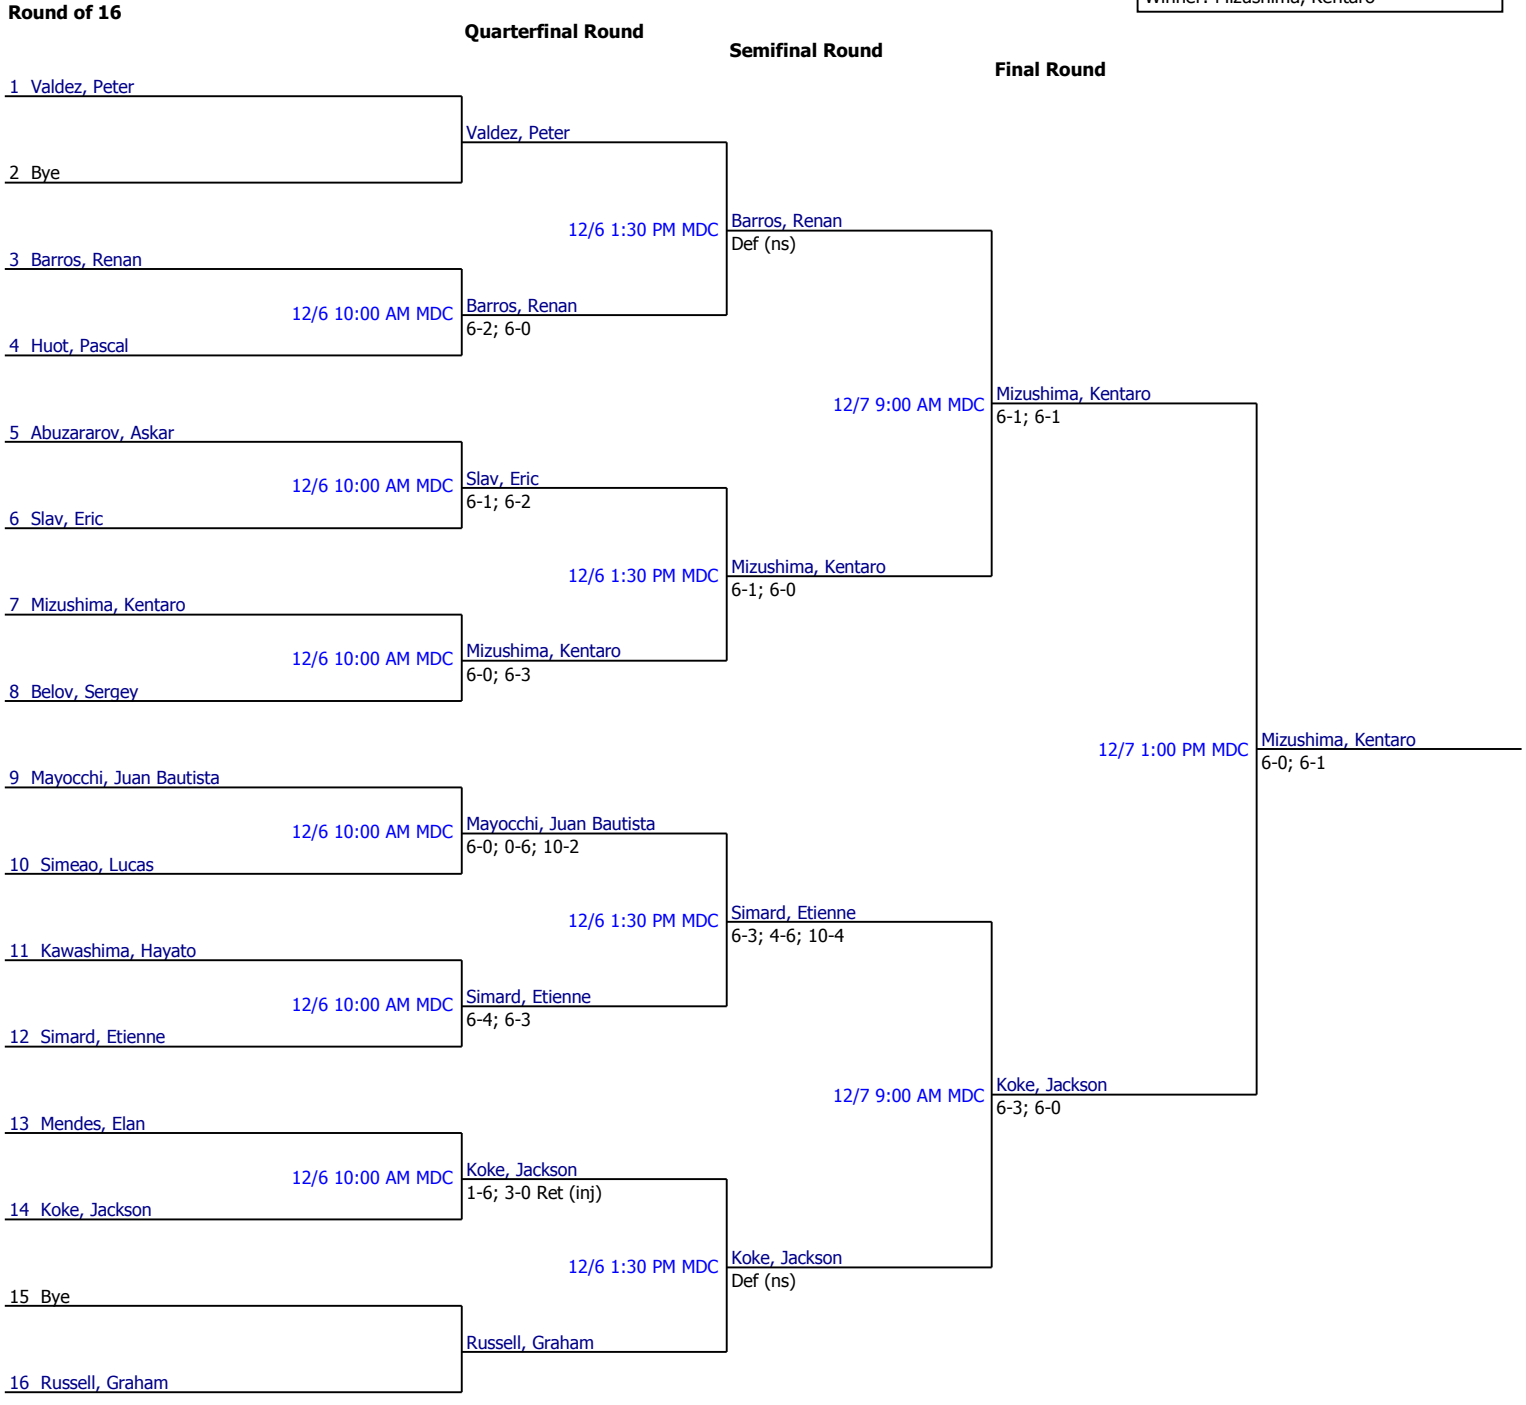 Winner: Mizushima, Kentaro
Round of 16
Quarterfinal Round
Semifinal Round
Final Round
1 Valdez, Peter
Valdez, Peter
2 Bye
12/6 1:30 PM MDC
Barros, Renan
Def (ns)
3 Barros, Renan
12/6 10:00 AM MDC
Barros, Renan
6-2; 6-0
4 Huot, Pascal
12/7 9:00 AM MDC
Mizushima, Kentaro
6-1; 6-1
5 Abuzararov, Askar
12/6 10:00 AM MDC
Slav, Eric
6-1; 6-2
6 Slav, Eric
12/6 1:30 PM MDC
Mizushima, Kentaro
6-1; 6-0
7 Mizushima, Kentaro
12/6 10:00 AM MDC
Mizushima, Kentaro
6-0; 6-3
8 Belov, Sergey
12/7 1:00 PM MDC
Mizushima, Kentaro
6-0; 6-1
9 Mayocchi, Juan Bautista
12/6 10:00 AM MDC
Mayocchi, Juan Bautista
6-0; 0-6; 10-2
10 Simeao, Lucas
12/6 1:30 PM MDC
Simard, Etienne
6-3; 4-6; 10-4
11 Kawashima, Hayato
12/6 10:00 AM MDC
Simard, Etienne
6-4; 6-3
12 Simard, Etienne
12/7 9:00 AM MDC
Koke, Jackson
6-3; 6-0
13 Mendes, Elan
12/6 10:00 AM MDC
Koke, Jackson
1-6; 3-0 Ret (inj)
14 Koke, Jackson
12/6 1:30 PM MDC
Koke, Jackson
Def (ns)
15 Bye
Russell, Graham
16 Russell, Graham